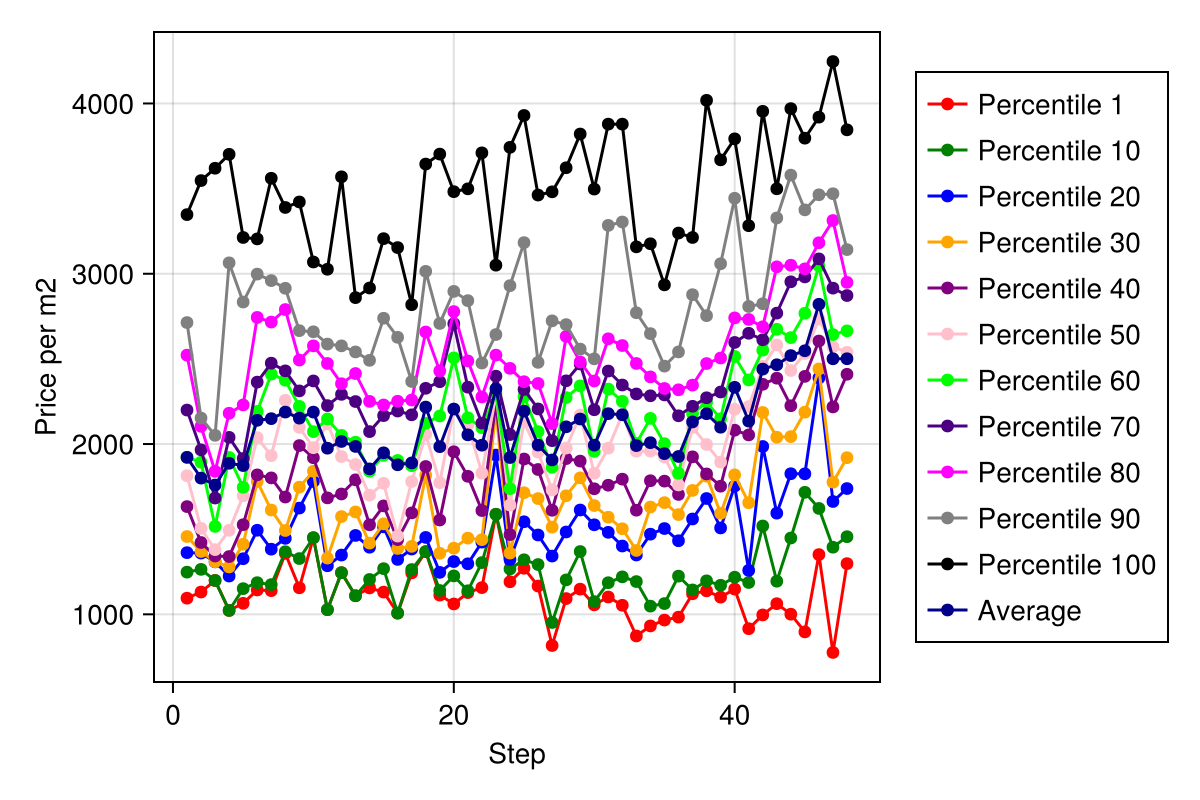 Price per m2
4000
3000
2000
1000
0
20
40
Step
Percentile 1
Percentile 10
Percentile 20
Percentile 30
Percentile 40
Percentile 50
Percentile 60
Percentile 70
Percentile 80
Percentile 90
Percentile 100
Average